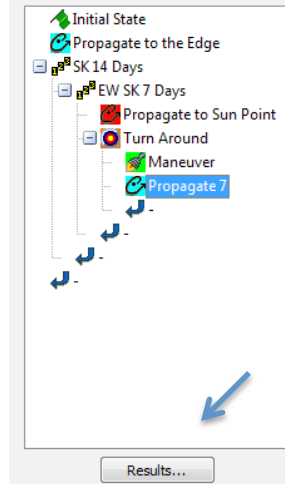 Initial State
Propagate to the Edge
SK 14 Days
EW SK 7 Days
Propagate to Sun Point
Turn Around
Maneuver
Propagate 7
-
-
-
-
Results...